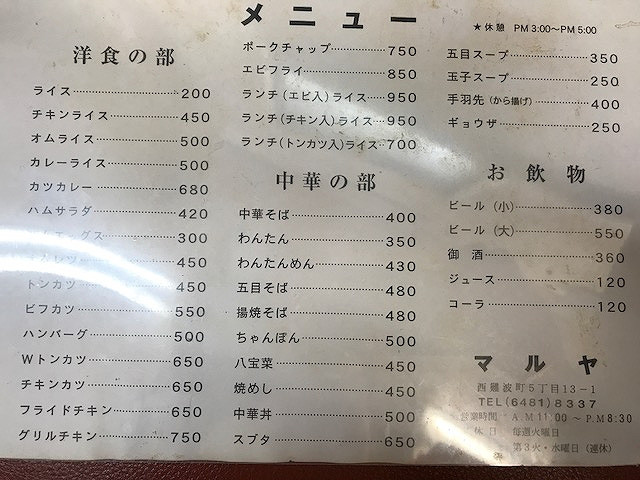 メニュー
洋食の部
ライス 200
チキンライス 450
オムライス 500
カレーライス 500
カツカレー 680
ハムサラダ 420
エッグス 300
カレツ 450
トンカツ 450
ビフカツ 550
ハンバーグ 500
Wトンカツ 650
チキンカツ 650
フライドチキン 650
グリルチキン 750
ポークチャップ 750
エビフライ 850
ランチ(エビ入)ライス 950
ランチ(チキン入)ライス 950
ランチ(トンカツ入)ライス 700
中華の部
中華そば 400
わんたん 350
わんたんめん 430
五目そば 480
揚焼そば 480
ちゃんぽん 500
八宝菜 450
焼めし 450
中華丼 500
スブタ 650
★休憩 PM3:00〜PM5:00
五目スープ 350
玉子スープ 250
手羽先(から揚げ) 400
ギョウザ 250
お飲物
ビール(小) 380
ビール(大) 550
御酒 360
ジュース 120
コーラ 120
マルヤ
西難波町5丁目13-1
TEL(6481)8337
営業時間 A.M11:00〜P.M8:30
休日 毎週火曜日
第3火・水曜日(連休)